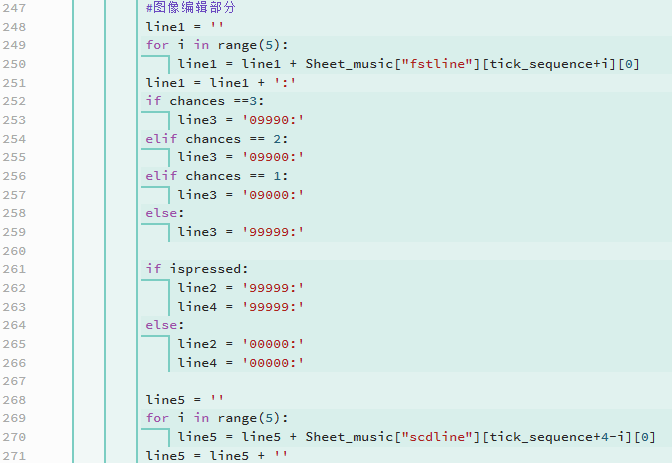 247 #图像编辑部分
248 line1 = ''
249 for i in range(5):
250 line1 = line1 + Sheet_music["fstline"][tick_sequence+i][0]
251 line1 = line1 + ':'
252 if chances ==3:
253 line3 = '09990:'
254 elif chances == 2:
255 line3 = '09900:'
256 elif chances == 1:
257 line3 = '09000:'
258 else:
259 line3 = '99999:'
260
261 if ispressed:
262 line2 = '99999:'
263 line4 = '99999:'
264 else:
265 line2 = '00000:'
266 line4 = '00000:'
267
268 line5 = ''
269 for i in range(5):
270 line5 = line5 + Sheet_music["scdline"][tick_sequence+4-i][0]
271 line5 = line5 + ''